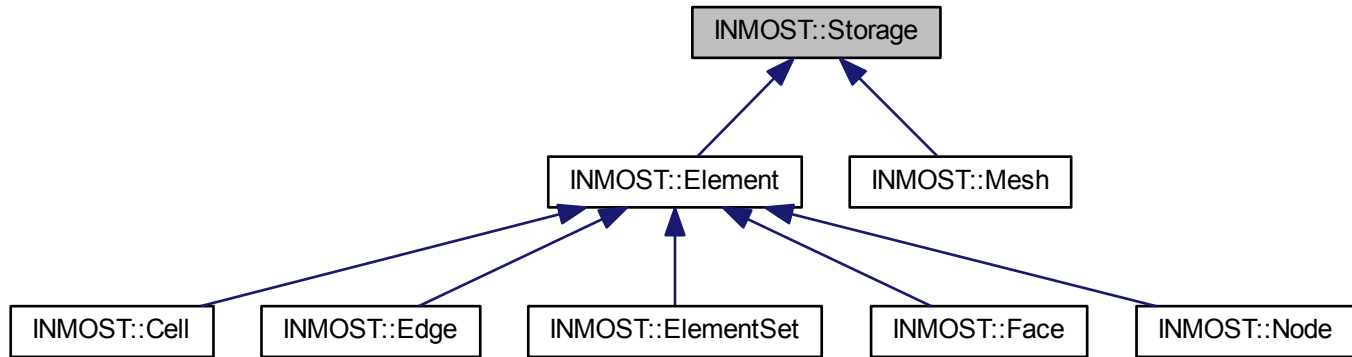 INMOST::Storage
INMOST::Element
INMOST::Mesh
INMOST::Cell
INMOST::Edge
INMOST::ElementSet
INMOST::Face
INMOST::Node